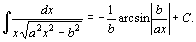 ∫ dx / (x√(a²x² − b²)) = − (1/b) arcsin|b/(ax)| + C.